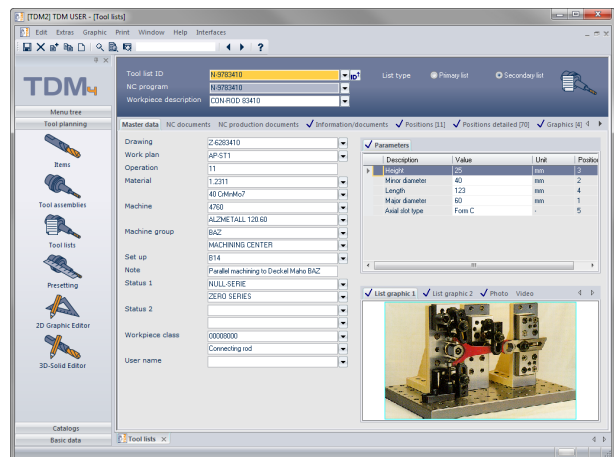 [TDM2] TDM USER - [Tool lists]
Edit Extras Graphic Print Window Help Interfaces
?
TDM4
Menu tree
Tool planning
Items
Tool assemblies
Tool lists
Presetting
2D Graphic Editor
3D-Solid Editor
Catalogs
Basic data
Tool list ID N-9783410 ID List type Primary list Secondary list
NC program N-9783410
Workpiece description CON-ROD 83410
Master data NC documents NC production documents Information/documents Positions [11] Positions detailed [70] Graphics [4]
Drawing Z-6283410
Work plan AP-ST1
Operation 11
Material 1.2311
40 CrMnMo7
Machine 4760
ALZMETALL 120.60
Machine group BAZ
MACHINING CENTER
Set up B14
Note Parallel machining to Deckel Maho BAZ
Status 1 NULL-SERIE
ZERO SERIES
Status 2
Workpiece class 00008000
Connecting rod
User name
Parameters
Description Value Unit Position
Height 25 mm 3
Minor diameter 40 mm 2
Length 123 mm 4
Major diameter 60 mm 1
Axial slot type Form C - 5
List graphic 1 List graphic 2 Photo Video
Tool lists